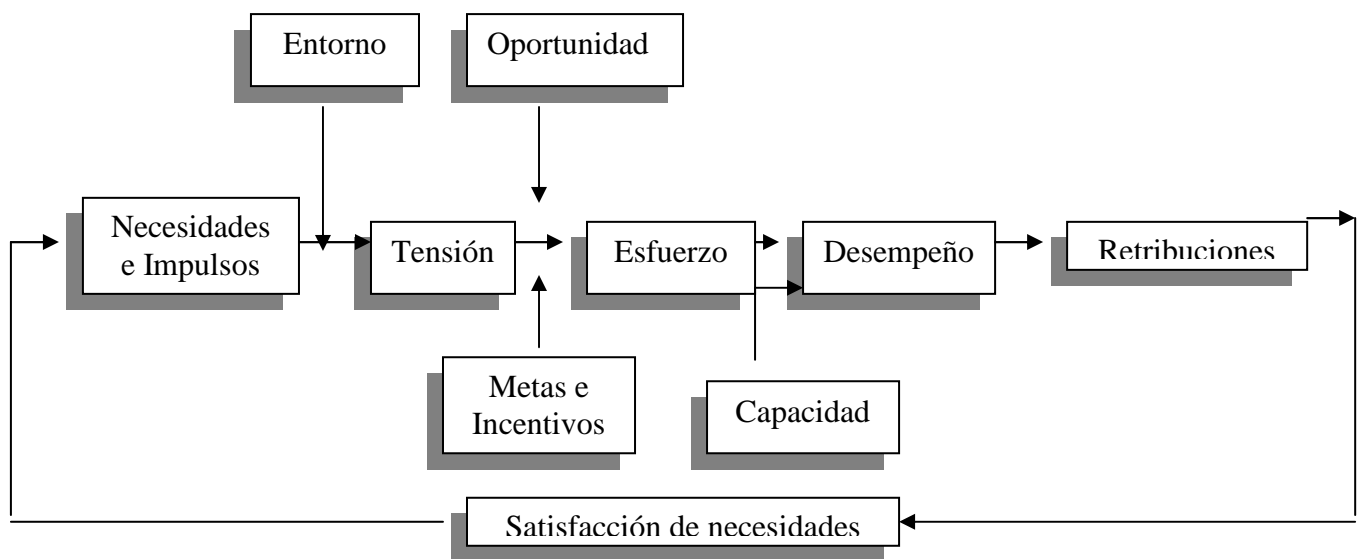 Entorno
Oportunidad
Necesidades
e Impulsos
Tensión
Esfuerzo
Desempeño
Retribuciones
Metas e
Incentivos
Capacidad
Satisfacción de necesidades